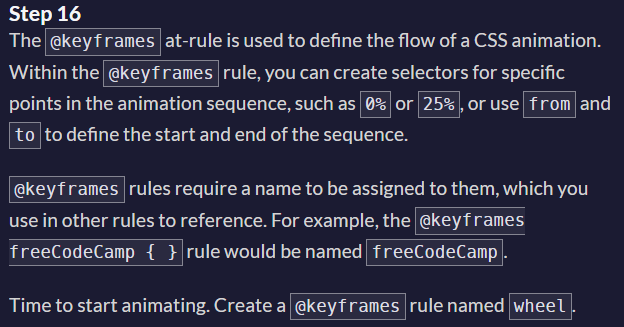 Step 16
The @keyframes at-rule is used to define the flow of a CSS animation.
Within the @keyframes rule, you can create selectors for specific
points in the animation sequence, such as 0% or 25%, or use from and
to to define the start and end of the sequence.
@keyframes rules require a name to be assigned to them, which you
use in other rules to reference. For example, the @keyframes
freeCodeCamp { } rule would be named freeCodeCamp.
Time to start animating. Create a @keyframes rule named wheel.